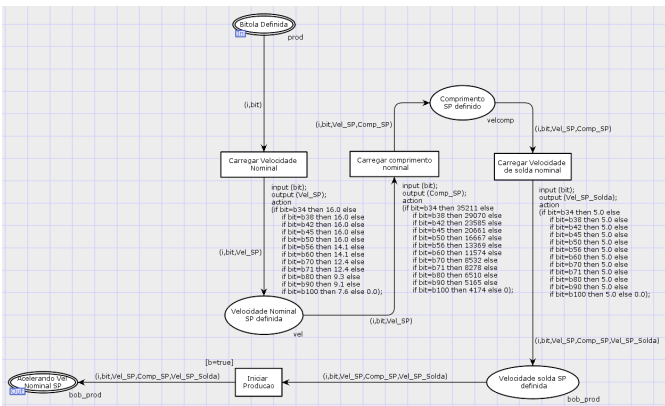 Bitola Definida
In
prod
(i,bit)
Carregar Velocidade
Nominal
input (bit);
output (Vel_SP);
action
(if bit=b34 then 16.0 else
if bit=b38 then 16.0 else
if bit=b42 then 16.0 else
if bit=b45 then 16.0 else
if bit=b50 then 16.0 else
if bit=b56 then 14.1 else
if bit=b60 then 14.1 else
if bit=b70 then 12.4 else
if bit=b71 then 12.4 else
if bit=b80 then 9.3 else
if bit=b90 then 9.1 else
if bit=b100 then 7.6 else 0.0);
(i,bit,Vel_SP)
Velocidade Nominal
SP definida
vel
(i,bit,Vel_SP)
Carregar comprimento
nominal
input (bit);
output (Comp_SP);
action
(if bit=b34 then 35211 else
if bit=b38 then 29070 else
if bit=b42 then 23585 else
if bit=b45 then 20661 else
if bit=b50 then 16667 else
if bit=b56 then 13369 else
if bit=b60 then 11574 else
if bit=b70 then 8532 else
if bit=b71 then 8278 else
if bit=b80 then 6510 else
if bit=b90 then 5165 else
if bit=b100 then 4174 else 0);
(i,bit,Vel_SP,Comp_SP)
Comprimento
SP definido
velcomp
(i,bit,Vel_SP,Comp_SP)
Carregar Velocidade
de solda nominal
input (bit);
output (Vel_SP_Solda);
action
(if bit=b34 then 5.0 else
if bit=b38 then 5.0 else
if bit=b42 then 5.0 else
if bit=b45 then 5.0 else
if bit=b50 then 5.0 else
if bit=b56 then 5.0 else
if bit=b60 then 5.0 else
if bit=b70 then 5.0 else
if bit=b71 then 5.0 else
if bit=b80 then 5.0 else
if bit=b90 then 5.0 else
if bit=b100 then 5.0 else 0.0);
(i,bit,Vel_SP,Comp_SP,Vel_SP_Solda)
Velocidade solda SP
definida
bob_prod
(i,bit,Vel_SP,Comp_SP,Vel_SP_Solda)
[b=true]
Iniciar
Producao
(i,bit,Vel_SP,Comp_SP,Vel_SP_Solda)
Acelerando Vel
Nominal SP
Out
bob_prod